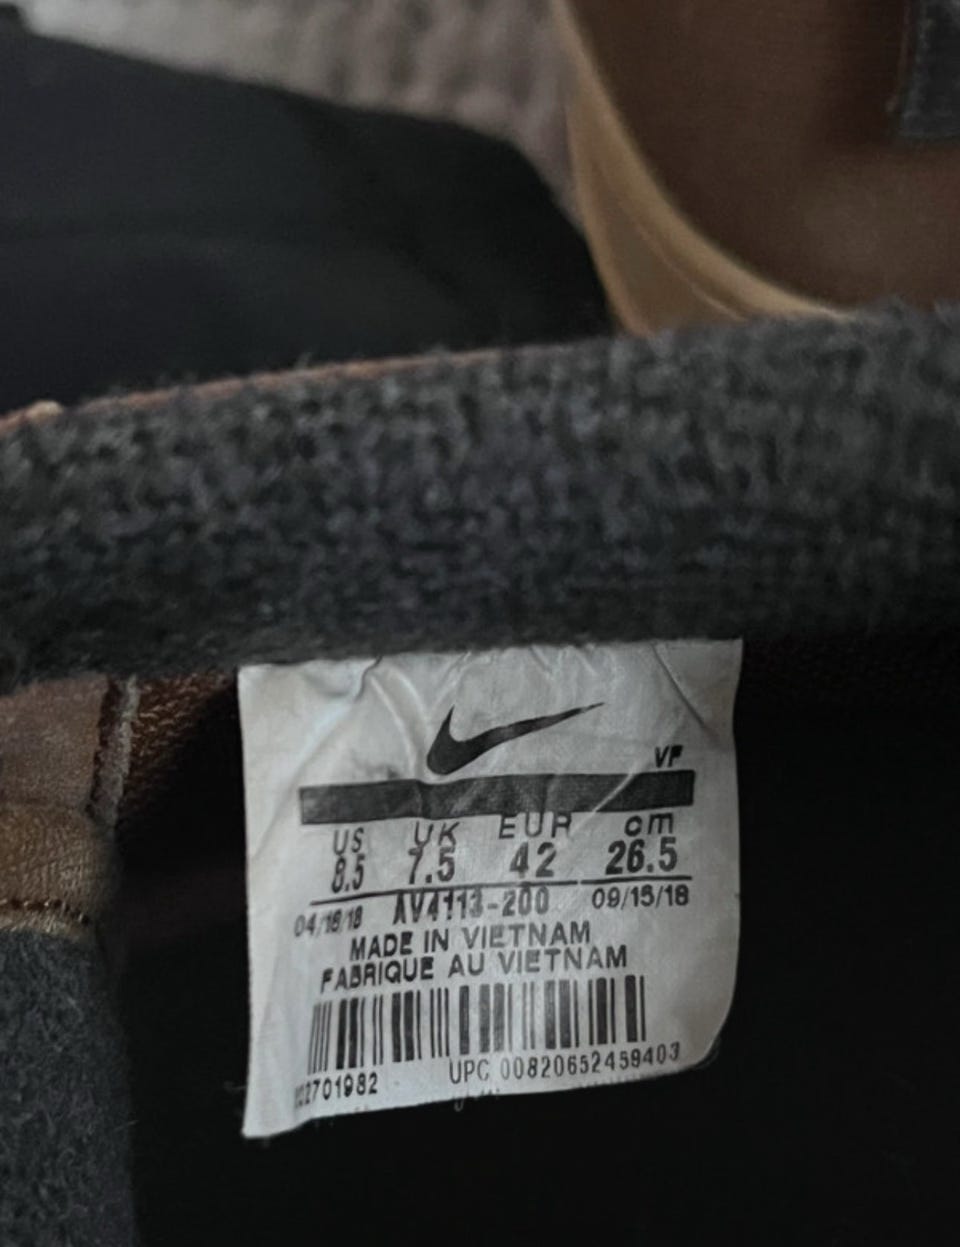 VF
US UK EUR cm
8.5 7.5 42 26.5
04/18/18 AV4113-200 09/15/18
MADE IN VIETNAM
FABRIQUE AU VIETNAM
UPC 00820652459403
2701982